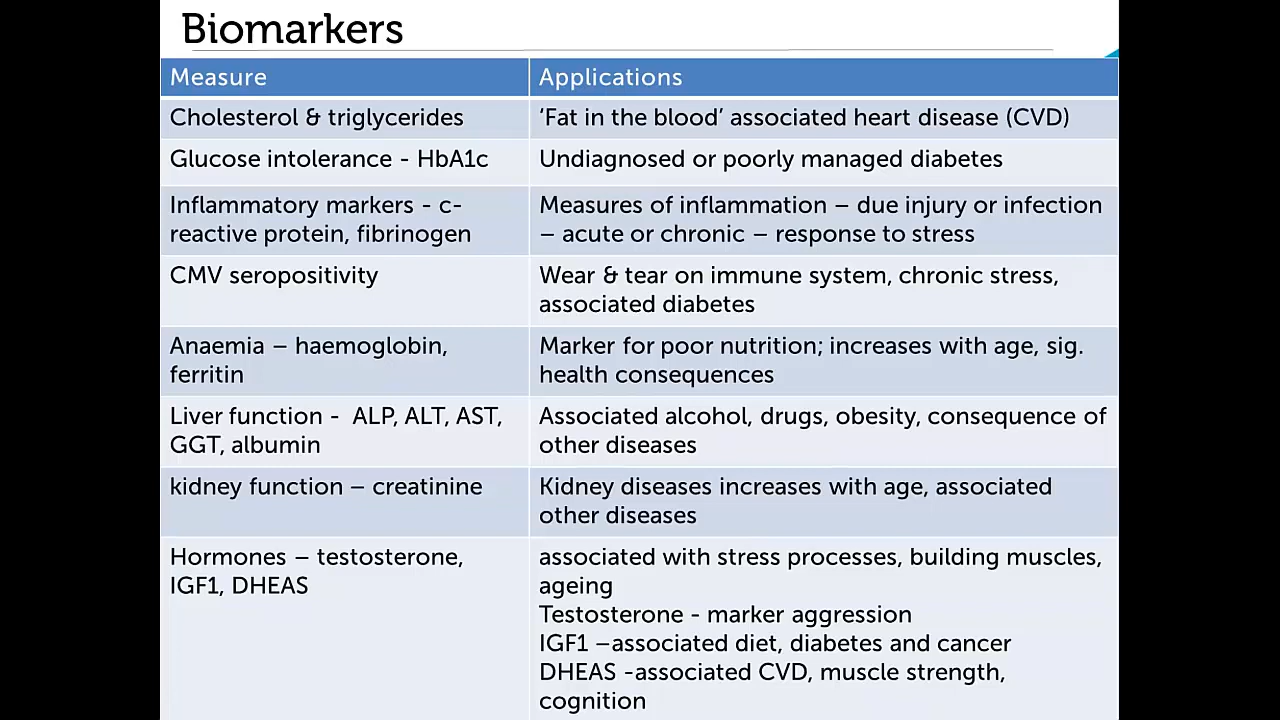 Biomarkers
Measure
Applications
Cholesterol & triglycerides
‘Fat in the blood’ associated heart disease (CVD)
Glucose intolerance - HbA1c
Undiagnosed or poorly managed diabetes
Inflammatory markers - c-
reactive protein, fibrinogen
Measures of inflammation – due injury or infection
– acute or chronic – response to stress
CMV seropositivity
Wear & tear on immune system, chronic stress,
associated diabetes
Anaemia – haemoglobin,
ferritin
Marker for poor nutrition; increases with age, sig.
health consequences
Liver function -  ALP, ALT, AST,
GGT, albumin
Associated alcohol, drugs, obesity, consequence of
other diseases
kidney function – creatinine
Kidney diseases increases with age, associated
other diseases
Hormones – testosterone,
IGF1, DHEAS
associated with stress processes, building muscles,
ageing
Testosterone - marker aggression
IGF1 –associated diet, diabetes and cancer
DHEAS -associated CVD, muscle strength,
cognition